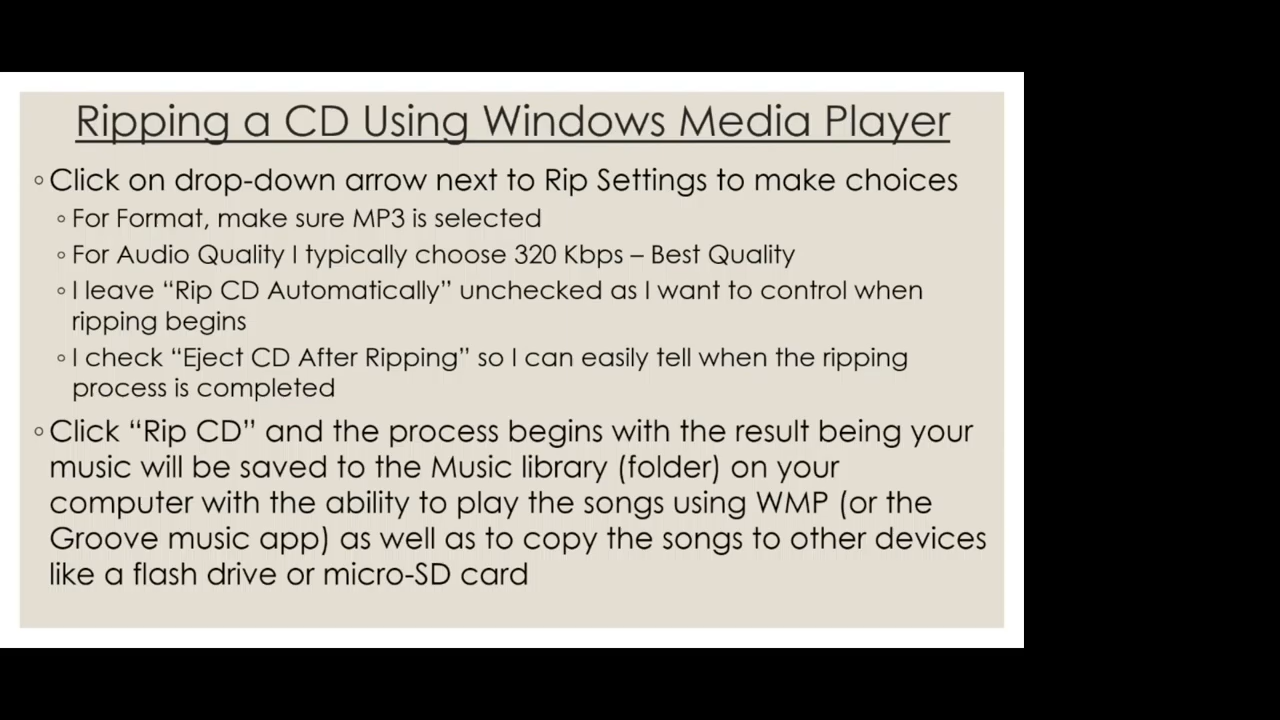 Ripping a CD Using Windows Media Player
◦Click on drop-down arrow next to Rip Settings to make choices
◦For Format, make sure MP3 is selected
◦For Audio Quality I typically choose 320 Kbps – Best Quality
◦I leave “Rip CD Automatically” unchecked as I want to control when
ripping begins
◦I check “Eject CD After Ripping” so I can easily tell when the ripping
process is completed
◦Click “Rip CD” and the process begins with the result being your
music will be saved to the Music library (folder) on your
computer with the ability to play the songs using WMP (or the
Groove music app) as well as to copy the songs to other devices
like a flash drive or micro-SD card